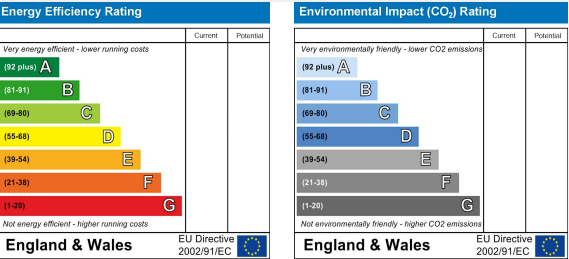 Energy Efficiency Rating
Current Potential
Very energy efficient - lower running costs
(92 plus) A
(81-91) B
(69-80) C
(55-68) D
(39-54) E
(21-38) F
(1-20) G
Not energy efficient - higher running costs
England & Wales
EU Directive
2002/91/EC
Environmental Impact (CO₂) Rating
Current Potential
Very environmentally friendly - lower CO2 emissions
(92 plus) A
(81-91) B
(69-80) C
(55-68) D
(39-54) E
(21-38) F
(1-20) G
Not environmentally friendly - higher CO2 emissions
England & Wales
EU Directive
2002/91/EC